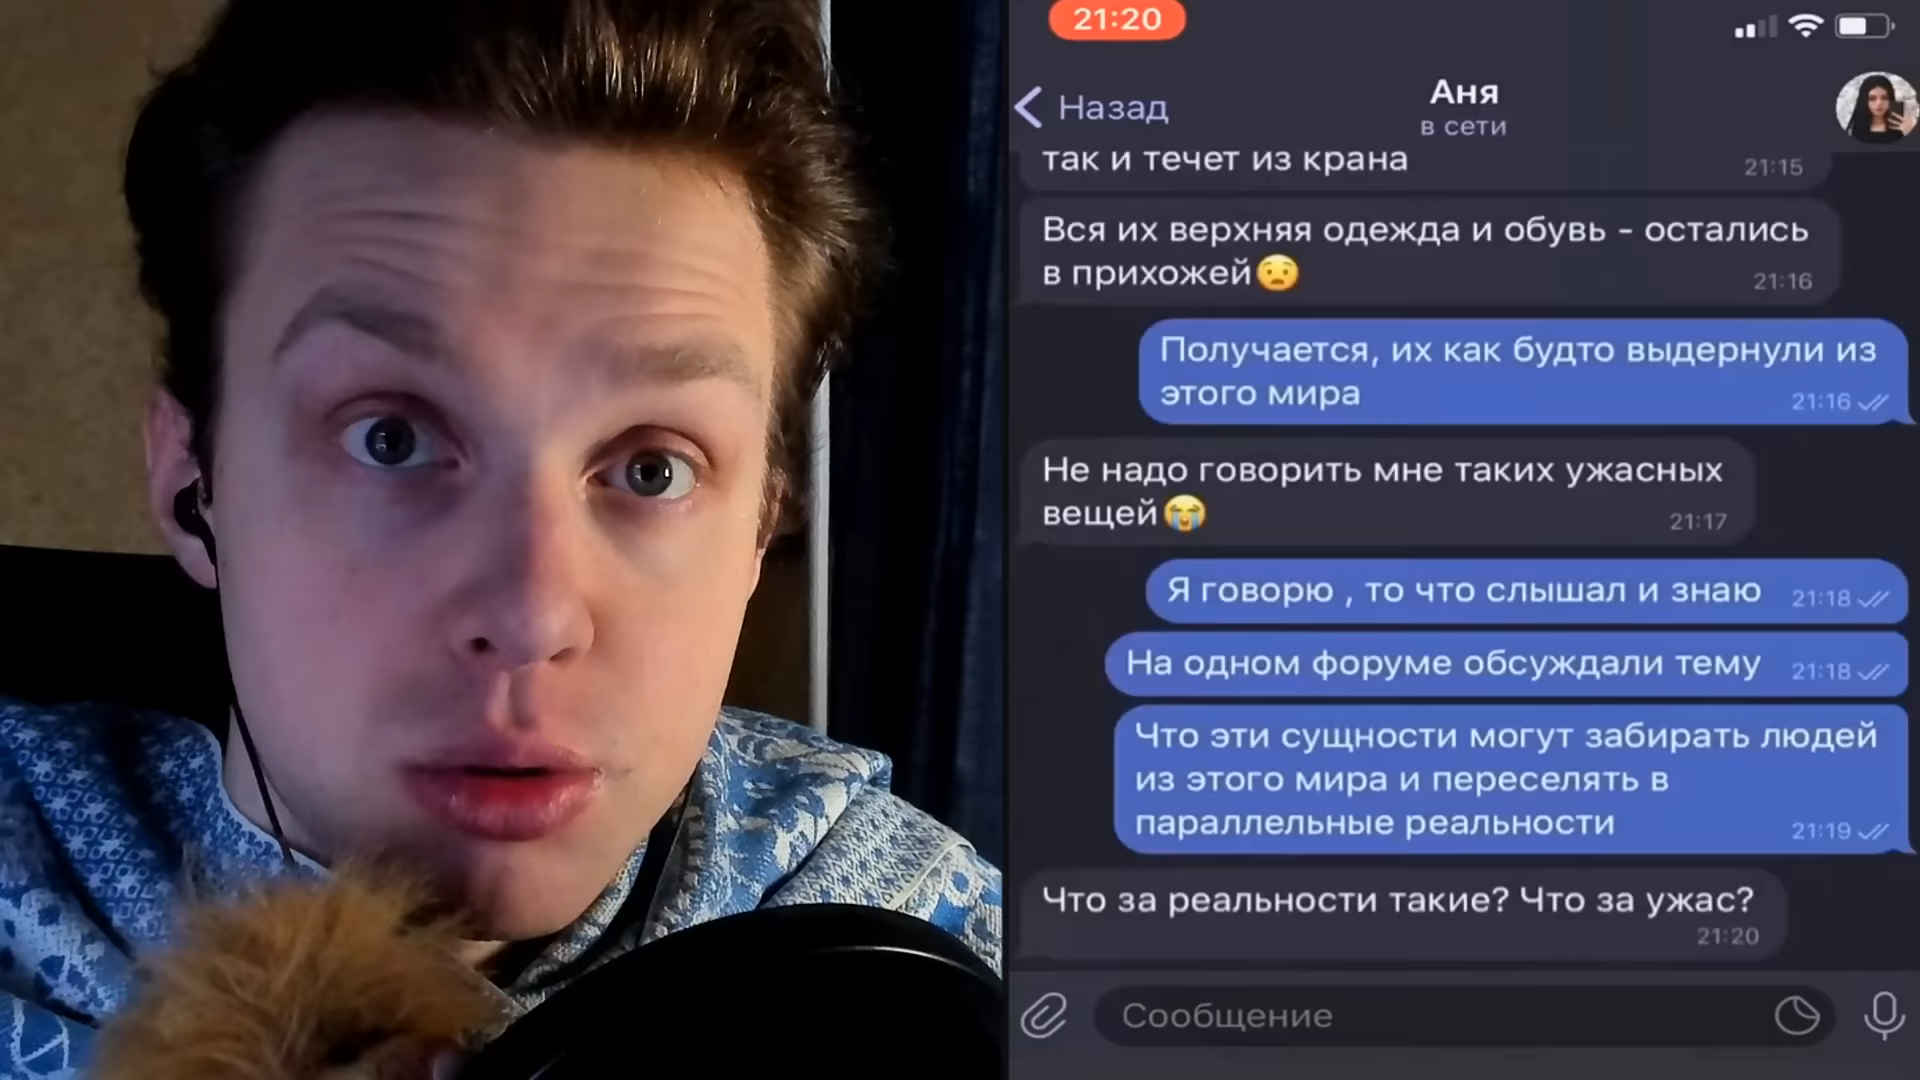 21:20
Назад
Аня
в сети
так и течет из крана
21:15
Вся их верхняя одежда и обувь - остались
в прихожей😧
21:16
Получается, их как будто выдернули из
этого мира
21:16
Не надо говорить мне таких ужасных
вещей😭
21:17
Я говорю , то что слышал и знаю
21:18
На одном форуме обсуждали тему
21:18
Что эти сущности могут забирать людей
из этого мира и переселять в
параллельные реальности
21:19
Что за реальности такие? Что за ужас?
21:20
Сообщение